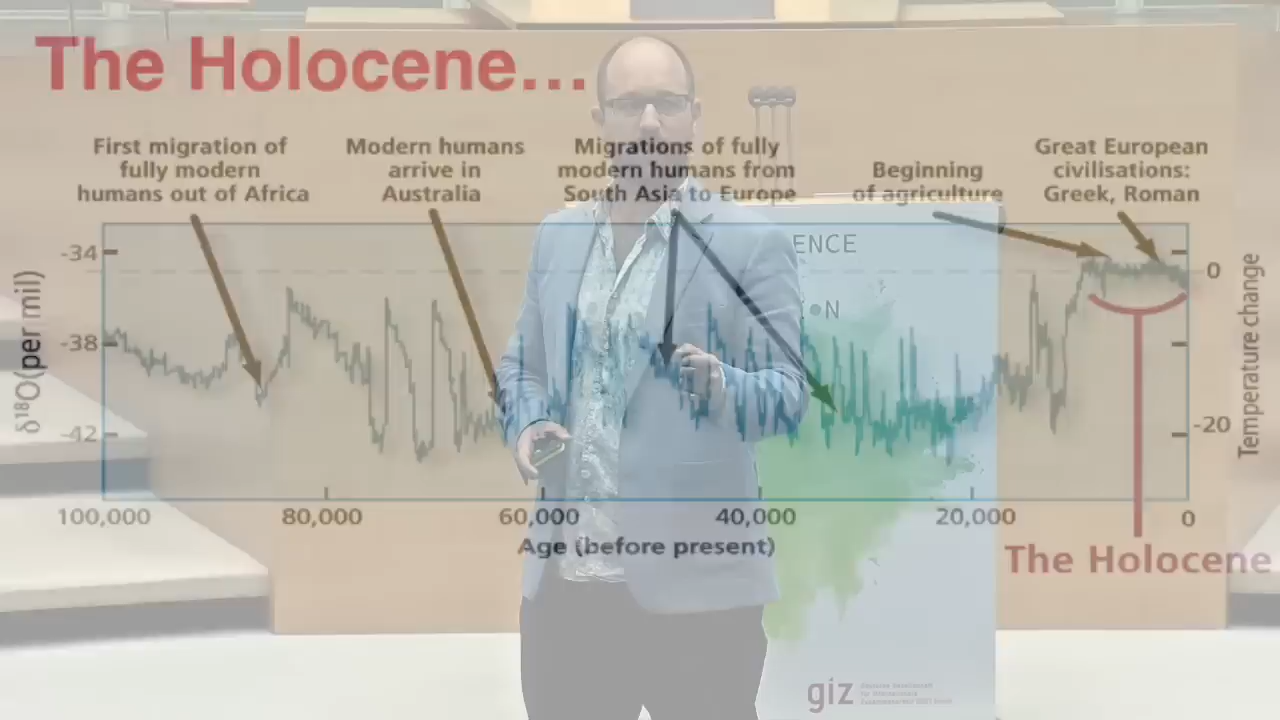 The Holocene...
First migration of
fully modern
humans out of Africa
Modern humans
arrive in
Australia
Migrations of fully
modern humans from
South Asia to Europe
Beginning
of agriculture
Great European
civilisations:
Greek, Roman
ENCE
ION
-34
-38
-42
δ¹⁸O(per mil)
0
-20
Temperature change
100,000
80,000
60,000
40,000
20,000
0
Age (before present)
The Holocene
giz